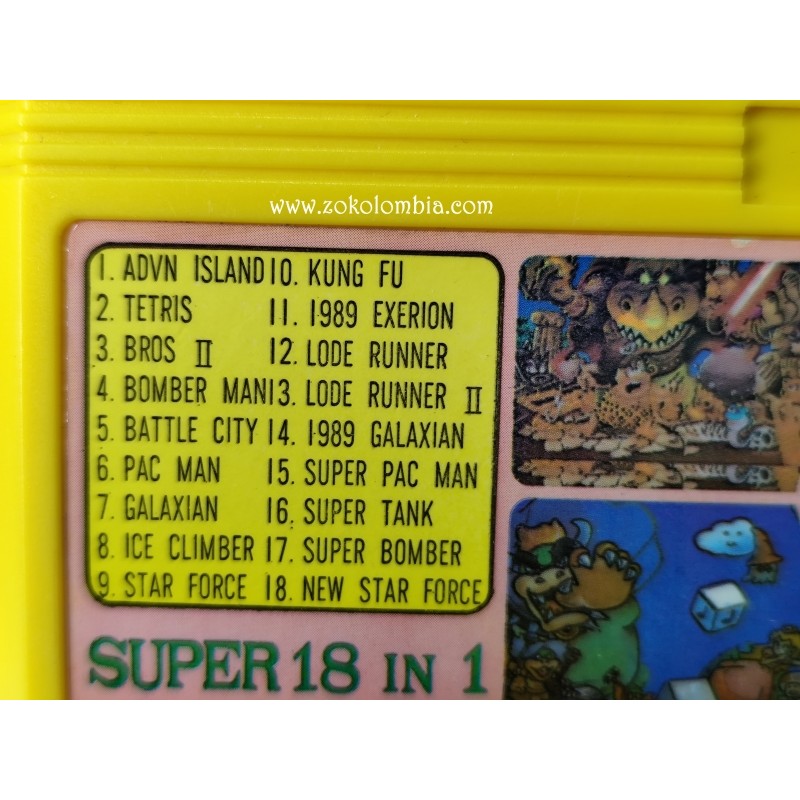 www.zokolombia.com
1. ADVN ISLAND
2. TETRIS
3. BROS II
4. BOMBER MAN
5. BATTLE CITY
6. PAC MAN
7. GALAXIAN
8. ICE CLIMBER
9. STAR FORCE
10. KUNG FU
11. 1989 EXERION
12. LODE RUNNER
13. LODE RUNNER II
14. 1989 GALAXIAN
15. SUPER PAC MAN
16. SUPER TANK
17. SUPER BOMBER
18. NEW STAR FORCE
SUPER 18 IN 1